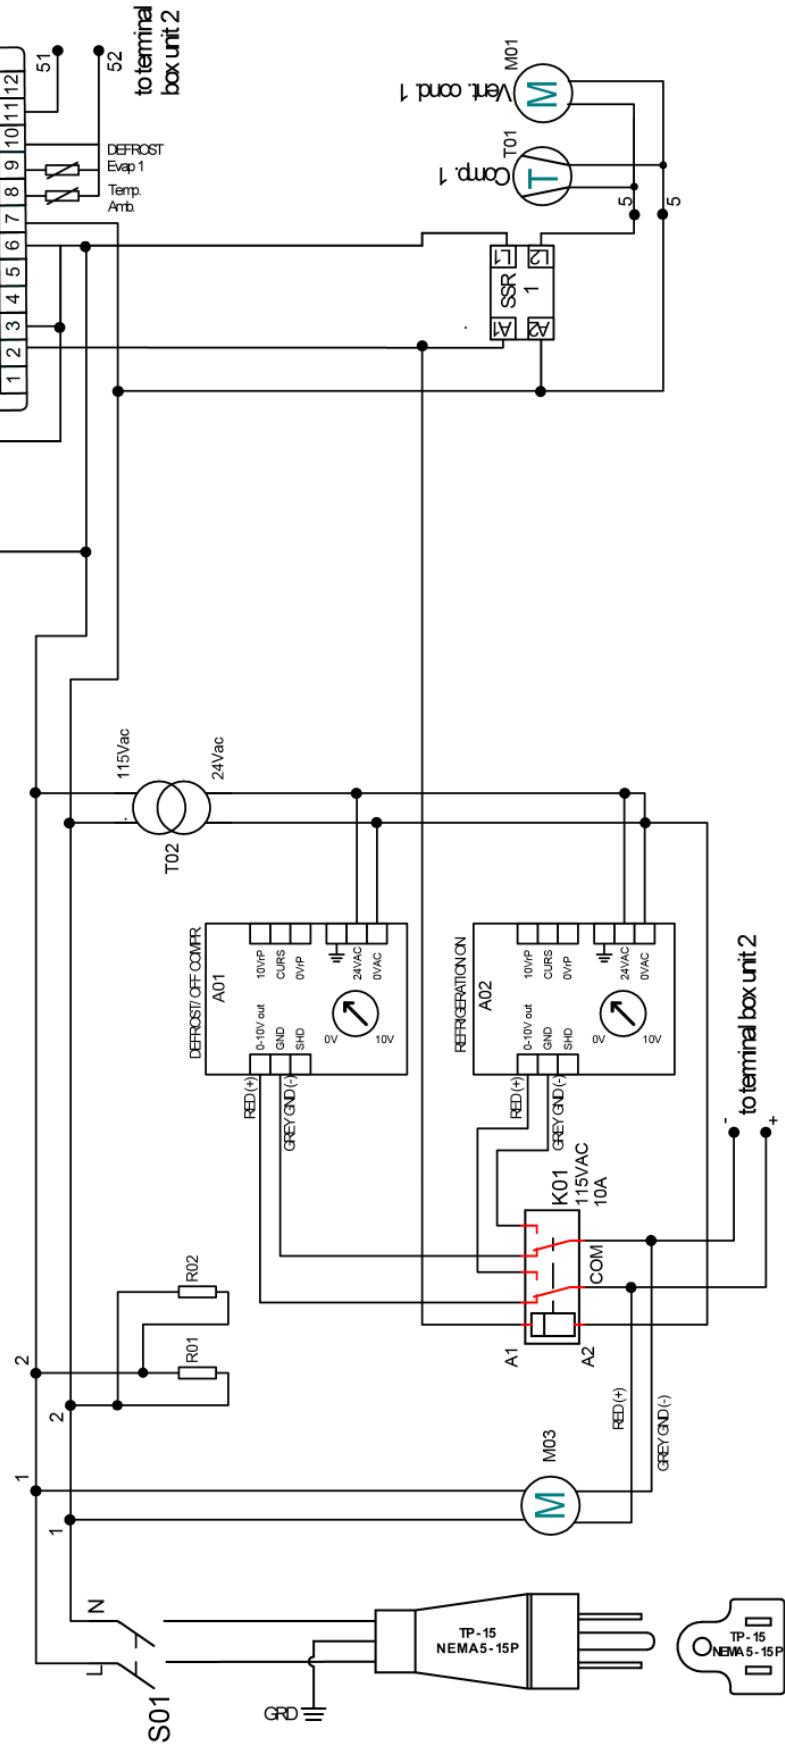 51
52
to terminal
box unit 2
12
11
10
9
8
7
6
5
4
3
2
1
DEFROST
Evap 1
Temp.
Amb.
M01
Vent. cond. 1
M
T01
Comp. 1
T
5
5
L1
L2
SSR
1
A1
A2
115Vac
24Vac
T02
DEFROST/ OFF COMPR.
A01
10VrP
CURS
0VrP
24VAC
0VAC
0-10V out
GND
SHD
0V
10V
RED (+)
GREY GND (-)
REFRIGERATION ON
A02
10VrP
CURS
0VrP
24VAC
0VAC
0-10V out
GND
SHD
0V
10V
RED (+)
GREY GND (-)
to terminal box unit 2
-
+
K01
115VAC
10A
COM
A1
A2
R02
R01
2
2
1
1
RED (+)
GREY GND (-)
M03
M
N
L
S01
GRD
TP-15
NEMA 5-15P
TP-15
NEMA 5-15P